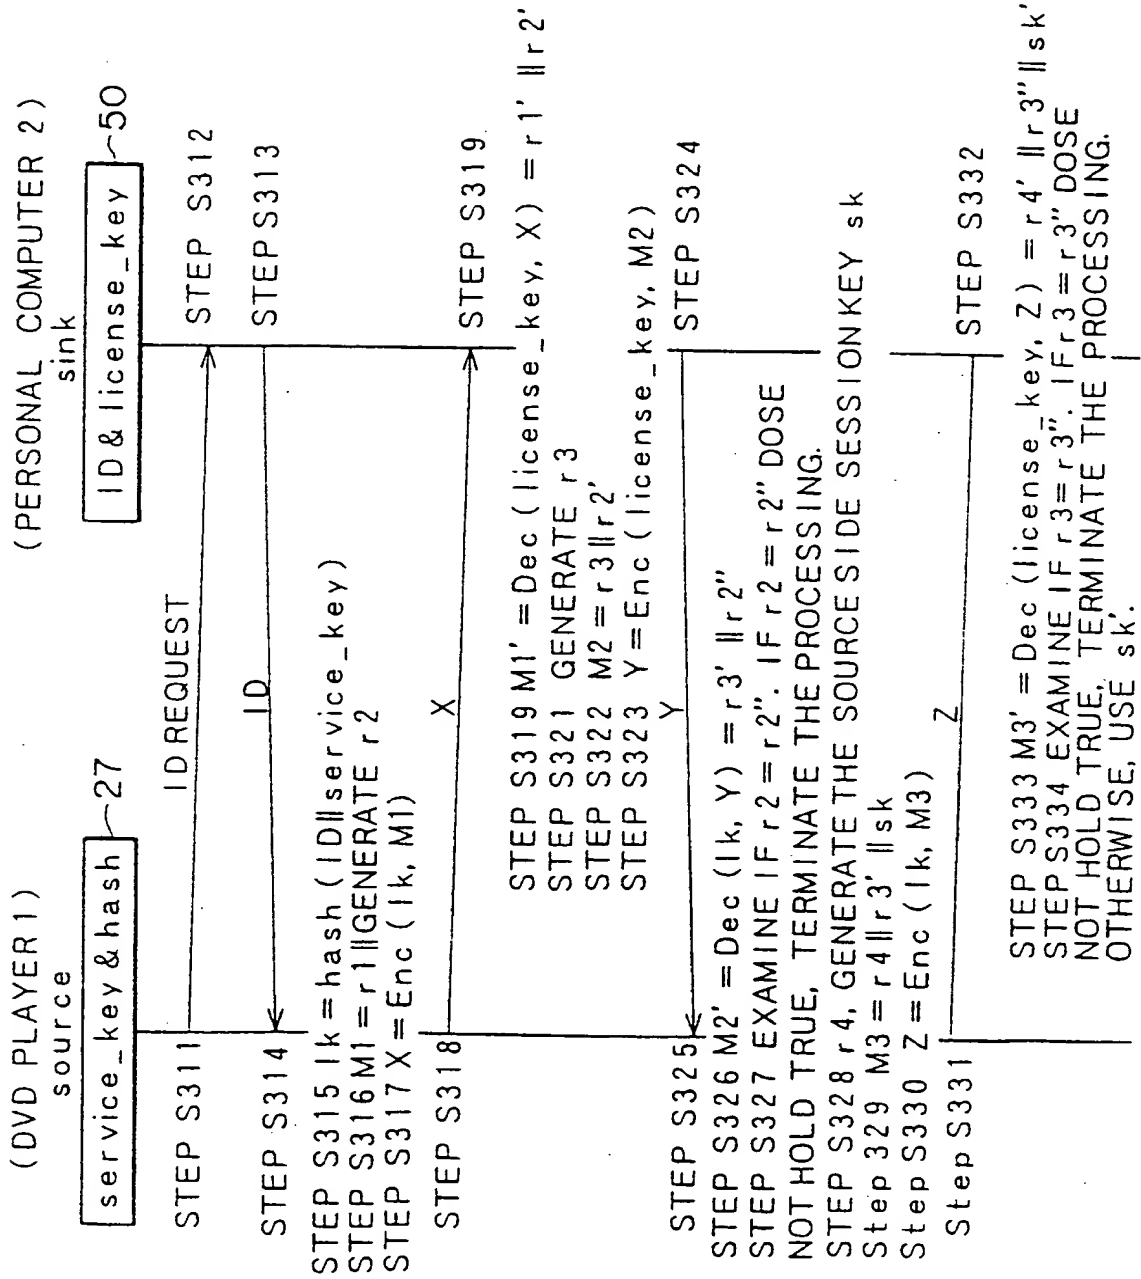 (DVD PLAYER 1)
source
(PERSONAL COMPUTER 2)
sink
service_key & hash
27
ID & license_key
50
STEP S311
ID REQUEST
STEP S312
STEP S314
ID
STEP S313
STEP S315 lk = hash (ID || service_key)
STEP S316 M1 = r1 || GENERATE r2
STEP S317 X = Enc (lk, M1)
STEP S318
X
STEP S319
STEP S319 M1' = Dec (license_key, X) = r1' || r2'
STEP S321 GENERATE r3
STEP S322 M2 = r3 || r2'
STEP S323 Y = Enc (license_key, M2)
STEP S325
Y
STEP S324
STEP S326 M2' = Dec (lk, Y) = r3' || r2"
STEP S327 EXAMINE IF r2 = r2". IF r2 = r2" DOSE
NOT HOLD TRUE, TERMINATE THE PROCESSING.
STEP S328 r4, GENERATE THE SOURCE SIDE SESSION KEY sk
Step 329 M3 = r4 || r3' || sk
Step S330 Z = Enc (lk, M3)
Step S331
Z
STEP S332
STEP S333 M3' = Dec (license_key, Z) = r4' || r3" || sk'
STEP S334 EXAMINE IF r3 = r3". IF r3 = r3" DOSE
NOT HOLD TRUE, TERMINATE THE PROCESSING.
OTHERWISE, USE sk'.